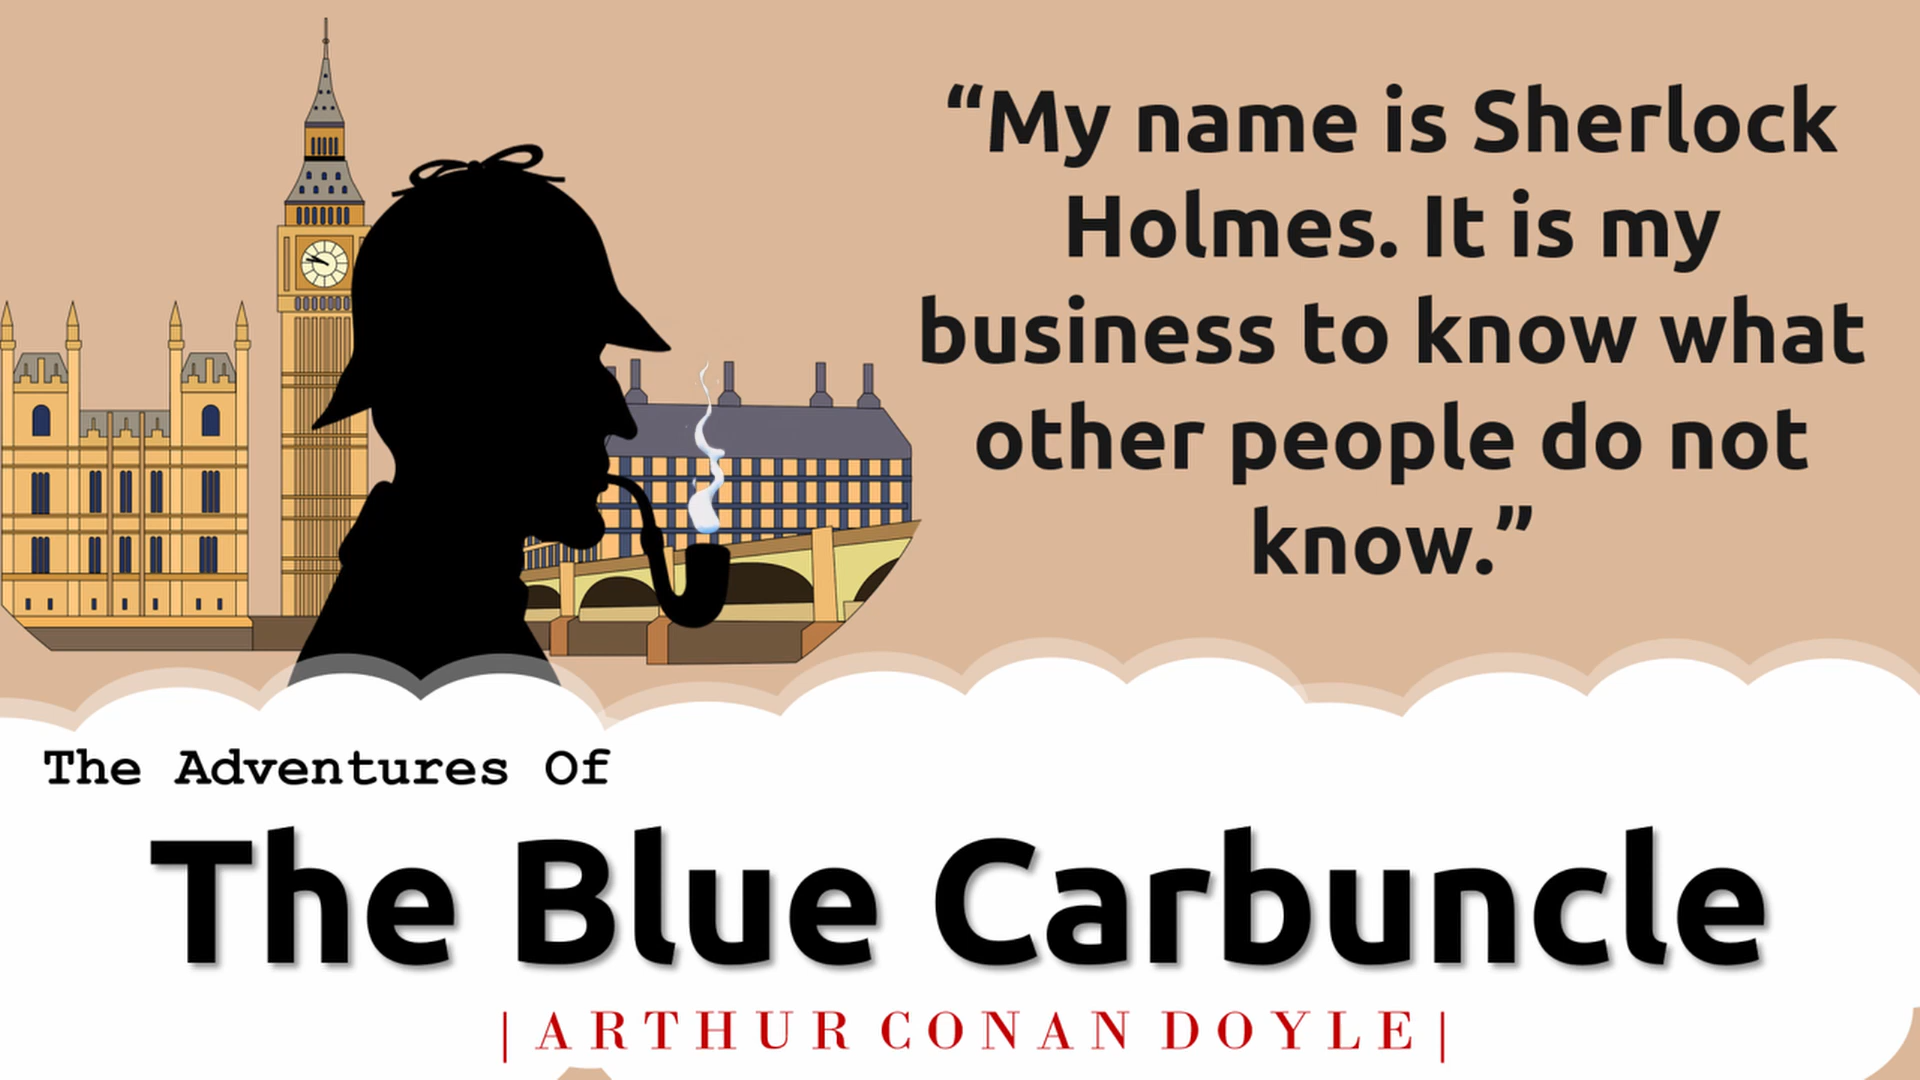 “My name is Sherlock
Holmes. It is my
business to know what
other people do not
know.”
The Adventures Of
The Blue Carbuncle
| ARTHUR CONAN DOYLE |